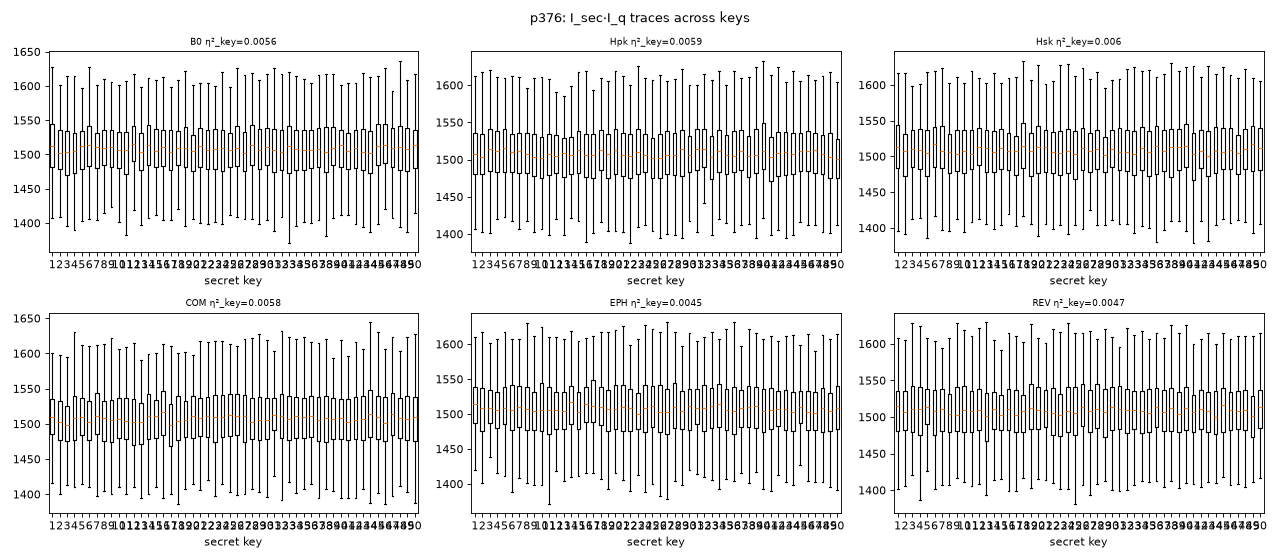 p376: I_sec·I_q traces across keys
B0 η²_key=0.0056
Hpk η²_key=0.0059
Hsk η²_key=0.006
1650
1600
1550
1500
1450
1400
1600
1550
1500
1450
1400
1600
1550
1500
1450
1400
secret key
secret key
secret key
COM η²_key=0.0058
EPH η²_key=0.0045
REV η²_key=0.0047
1650
1600
1550
1500
1450
1400
1600
1550
1500
1450
1400
1600
1550
1500
1450
1400
secret key
secret key
secret key